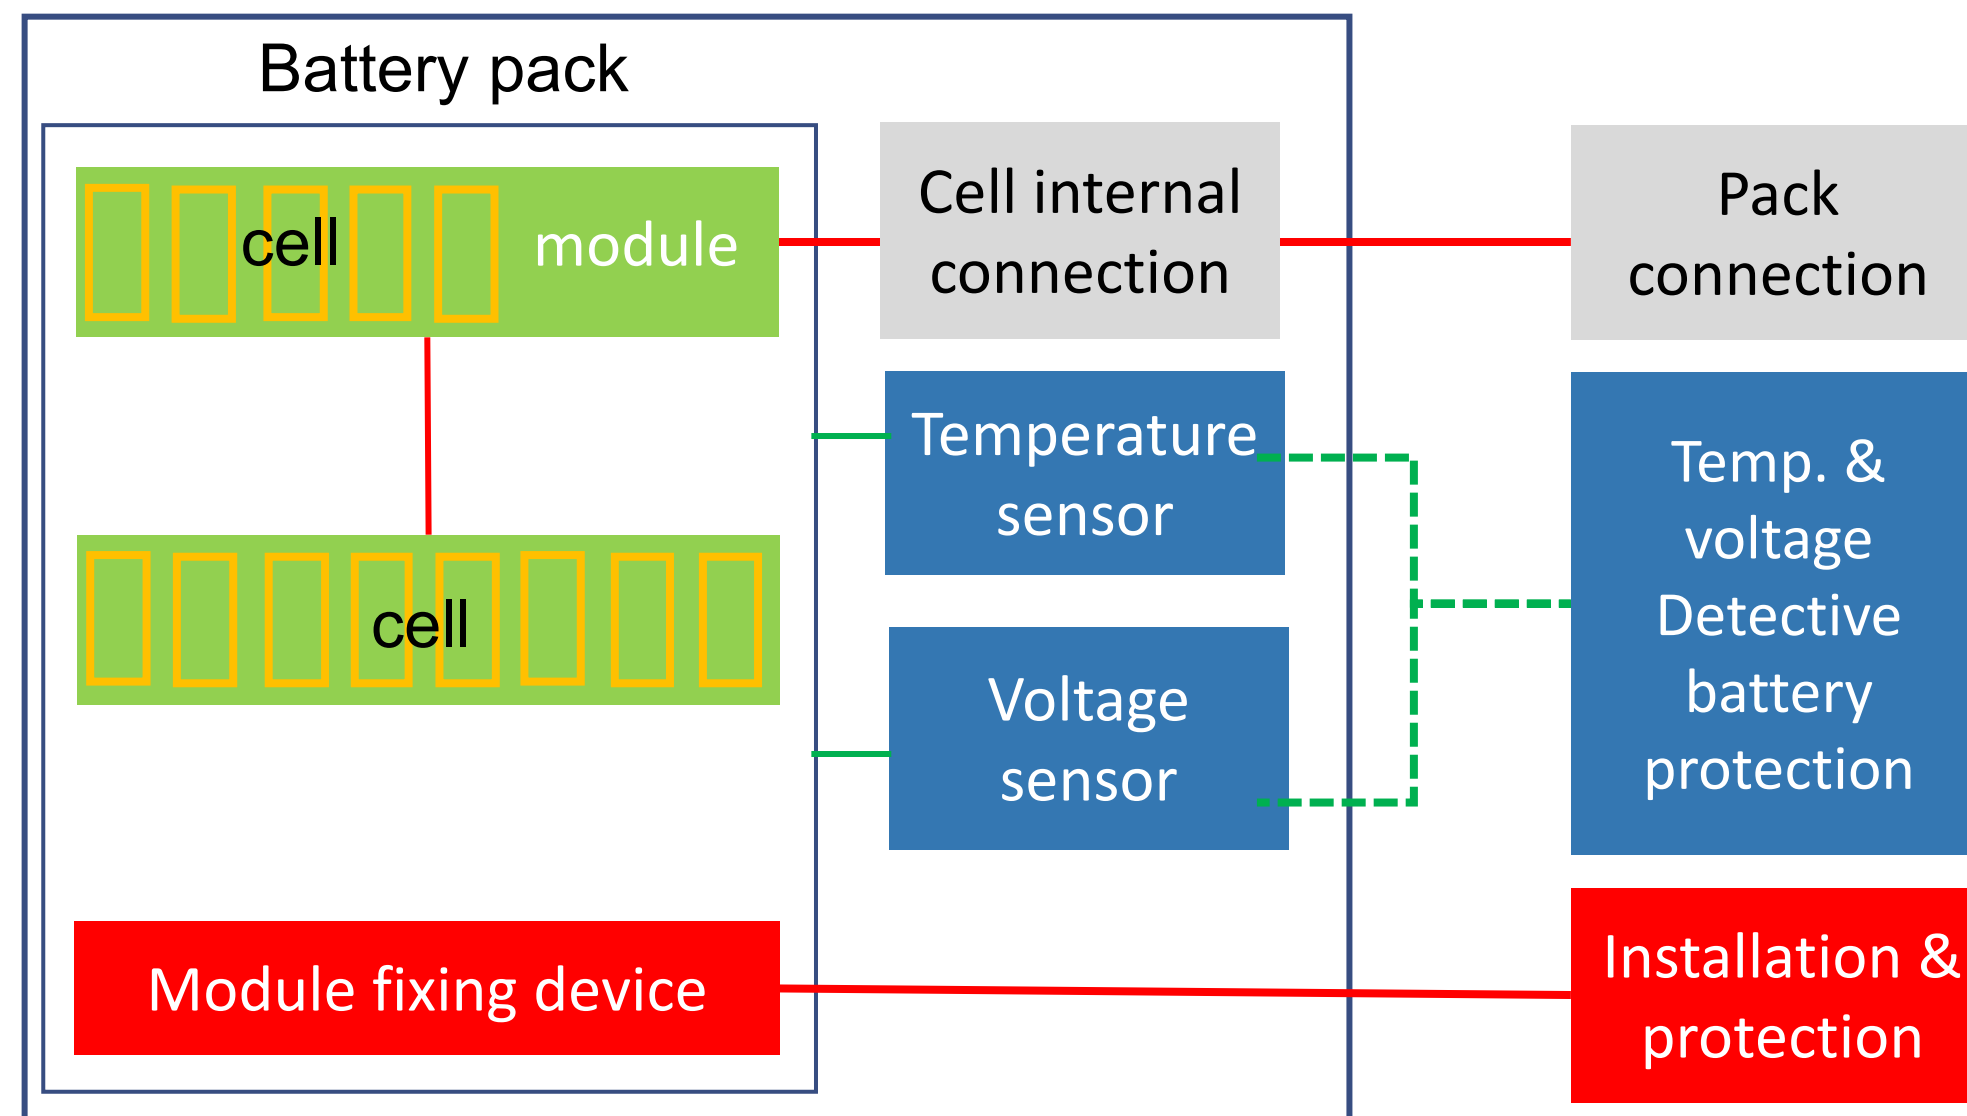 Battery pack
cell
module
Cell internal
connection
Pack
connection
Temperature
sensor
Temp. &
voltage
Detective
battery
protection
cell
Voltage
sensor
Module fixing device
Installation &
protection